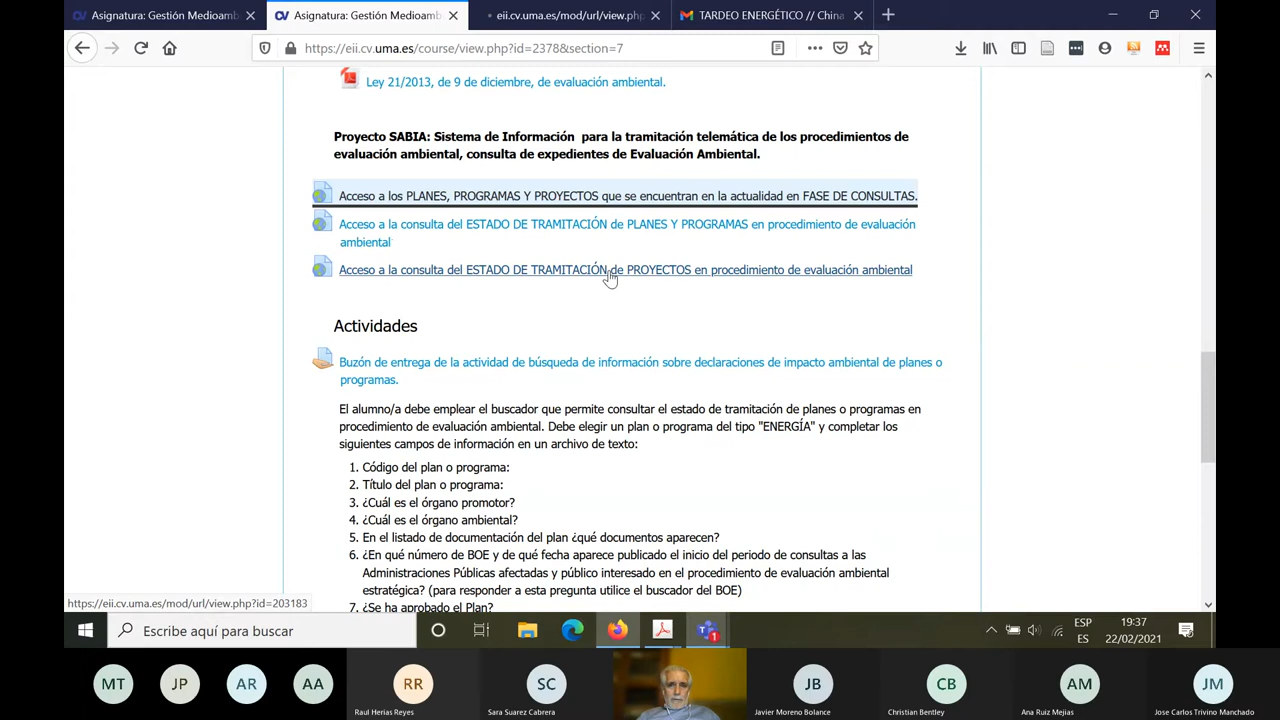 Asignatura: Gestión Medioamb
Asignatura: Gestión Medioamb
eii.cv.uma.es/mod/url/view.php
TARDEO ENERGÉTICO // China
https://eii.cv.uma.es/course/view.php?id=2378&section=7
Ley 21/2013, de 9 de diciembre, de evaluación ambiental.
Proyecto SABIA: Sistema de Información para la tramitación telemática de los procedimientos de
evaluación ambiental, consulta de expedientes de Evaluación Ambiental.
Acceso a los PLANES, PROGRAMAS Y PROYECTOS que se encuentran en la actualidad en FASE DE CONSULTAS.
Acceso a la consulta del ESTADO DE TRAMITACIÓN de PLANES Y PROGRAMAS en procedimiento de evaluación
ambiental
Acceso a la consulta del ESTADO DE TRAMITACIÓN de PROYECTOS en procedimiento de evaluación ambiental
Actividades
Buzón de entrega de la actividad de búsqueda de información sobre declaraciones de impacto ambiental de planes o
programas.
El alumno/a debe emplear el buscador que permite consultar el estado de tramitación de planes o programas en
procedimiento de evaluación ambiental. Debe elegir un plan o programa del tipo "ENERGÍA" y completar los
siguientes campos de información en un archivo de texto:
1. Código del plan o programa:
2. Título del plan o programa:
3. ¿Cuál es el órgano promotor?
4. ¿Cuál es el órgano ambiental?
5. En el listado de documentación del plan ¿qué documentos aparecen?
6. ¿En qué número de BOE y de qué fecha aparece publicado el inicio del periodo de consultas a las
Administraciones Públicas afectadas y público interesado en el procedimiento de evaluación ambiental
estratégica? (para responder a esta pregunta utilice el buscador del BOE)
7. ¿Se ha aprobado el Plan?
https://eii.cv.uma.es/mod/url/view.php?id=203183
Escribe aquí para buscar
1
ESP
ES
19:37
22/02/2021
MT
JP
AR
AA
RR
Raul Herias Reyes
SC
Sara Suarez Cabrera
JB
Javier Moreno Bolance
CB
Christian Bentley
AM
Ana Ruiz Mejias
JM
Jose Carlos Trivino Manchado